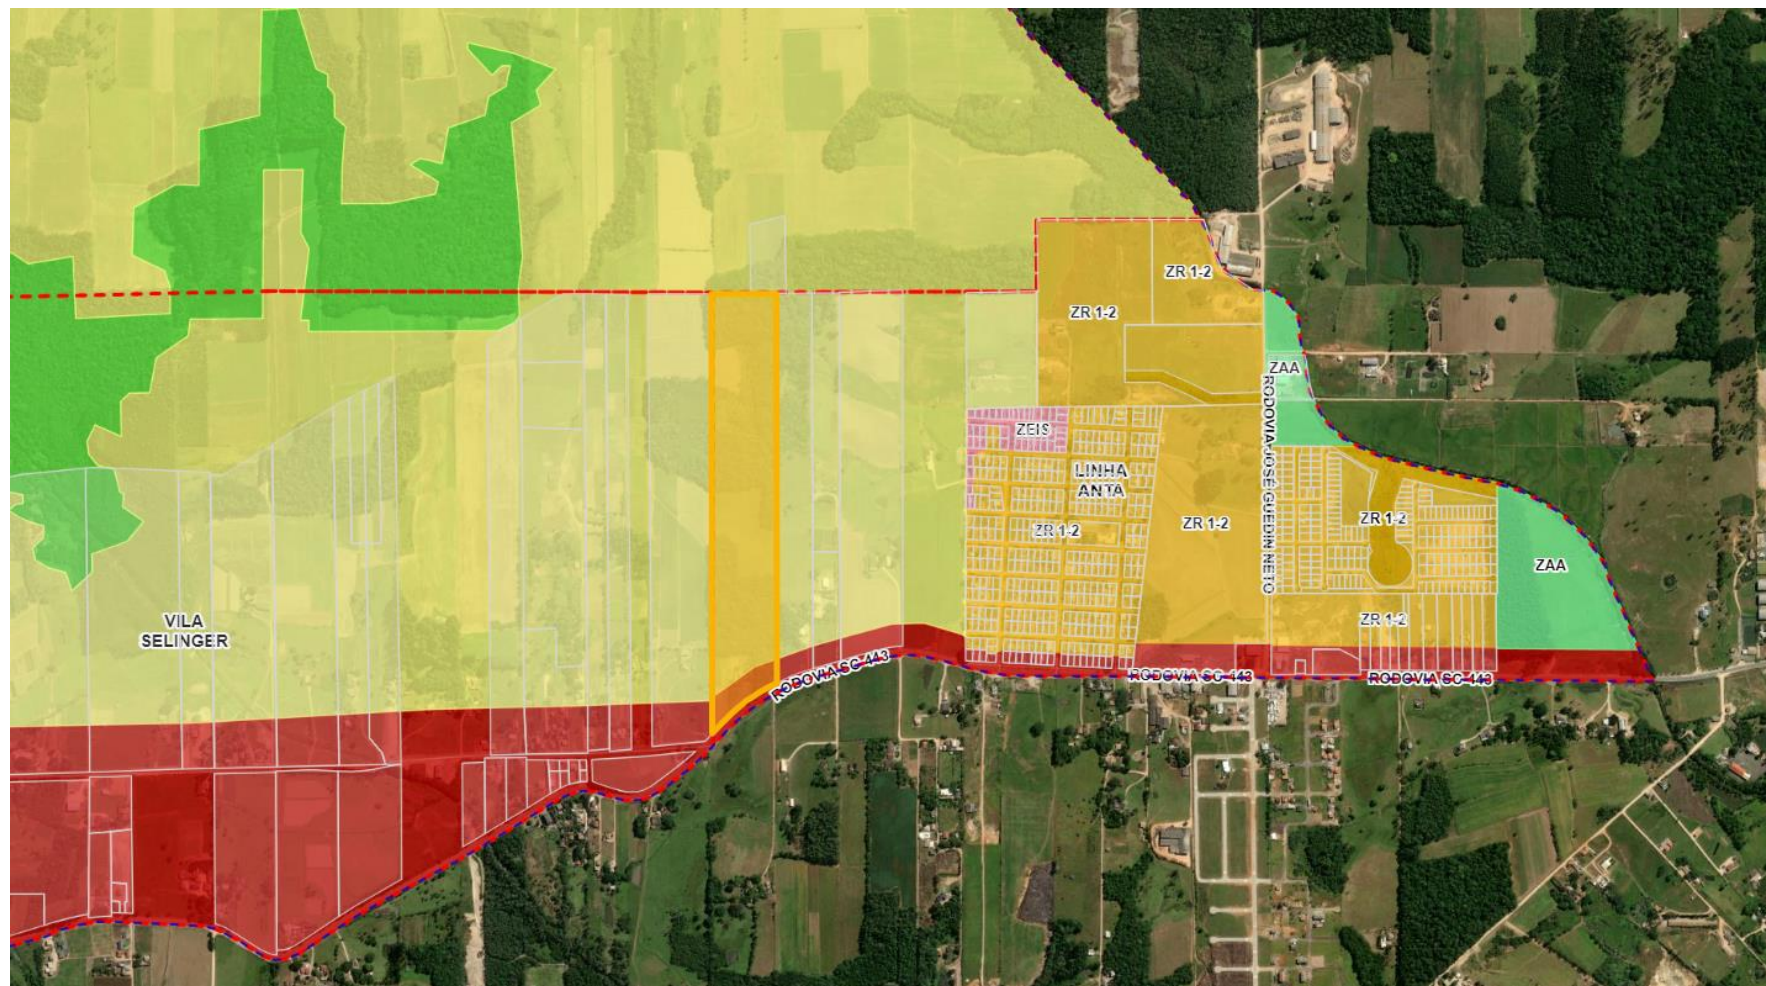 ZR 1-2
ZR 1-2
ZAA
RODOVIA JOSÉ GUEDIN NETO
ZEIS
LINHA
ANTA
ZR 1-2
ZR 1-2
ZR 1-2
ZAA
VILA
SELINGER
ZR 1-2
RODOVIA SC 443
RODOVIA SC 443
RODOVIA SC 443